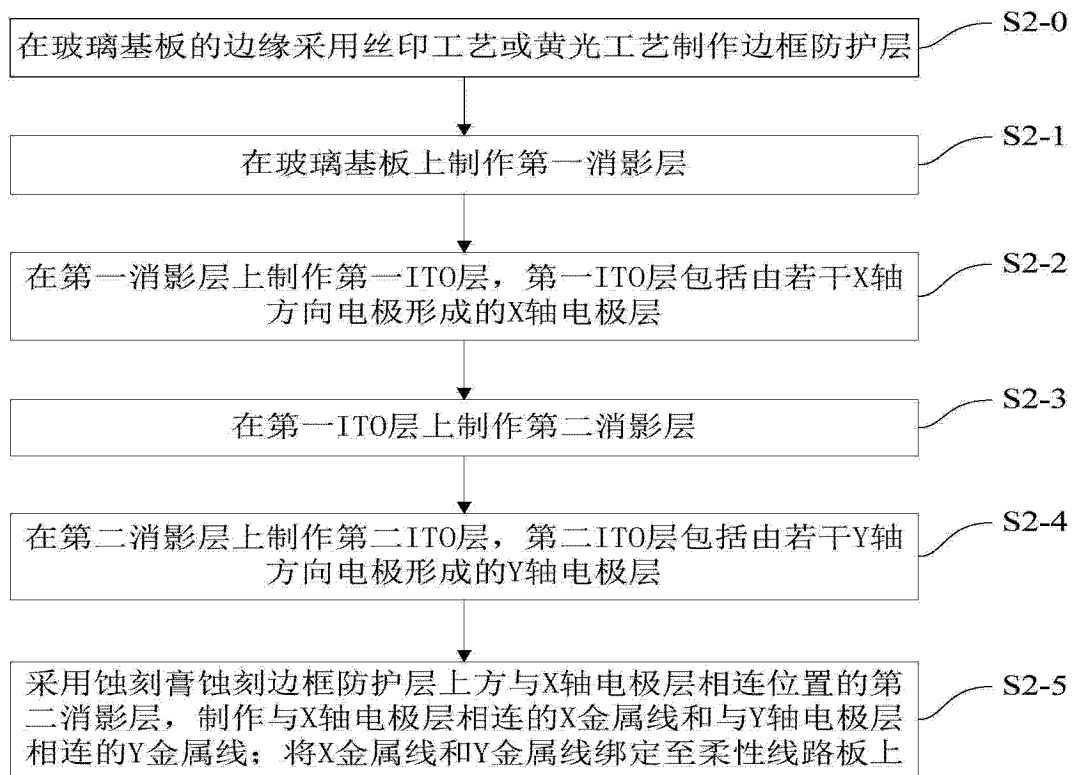 在玻璃基板的边缘采用丝印工艺或黄光工艺制作边框防护层
S2-0
在玻璃基板上制作第一消影层
S2-1
在第一消影层上制作第一ITO层，第一ITO层包括由若干X轴
方向电极形成的X轴电极层
S2-2
在第一ITO层上制作第二消影层
S2-3
在第二消影层上制作第二ITO层，第二ITO层包括由若干Y轴
方向电极形成的Y轴电极层
S2-4
采用蚀刻膏蚀刻边框防护层上方与X轴电极层相连位置的第
二消影层，制作与X轴电极层相连的X金属线和与Y轴电极层
相连的Y金属线；将X金属线和Y金属线绑定至柔性线路板上
S2-5